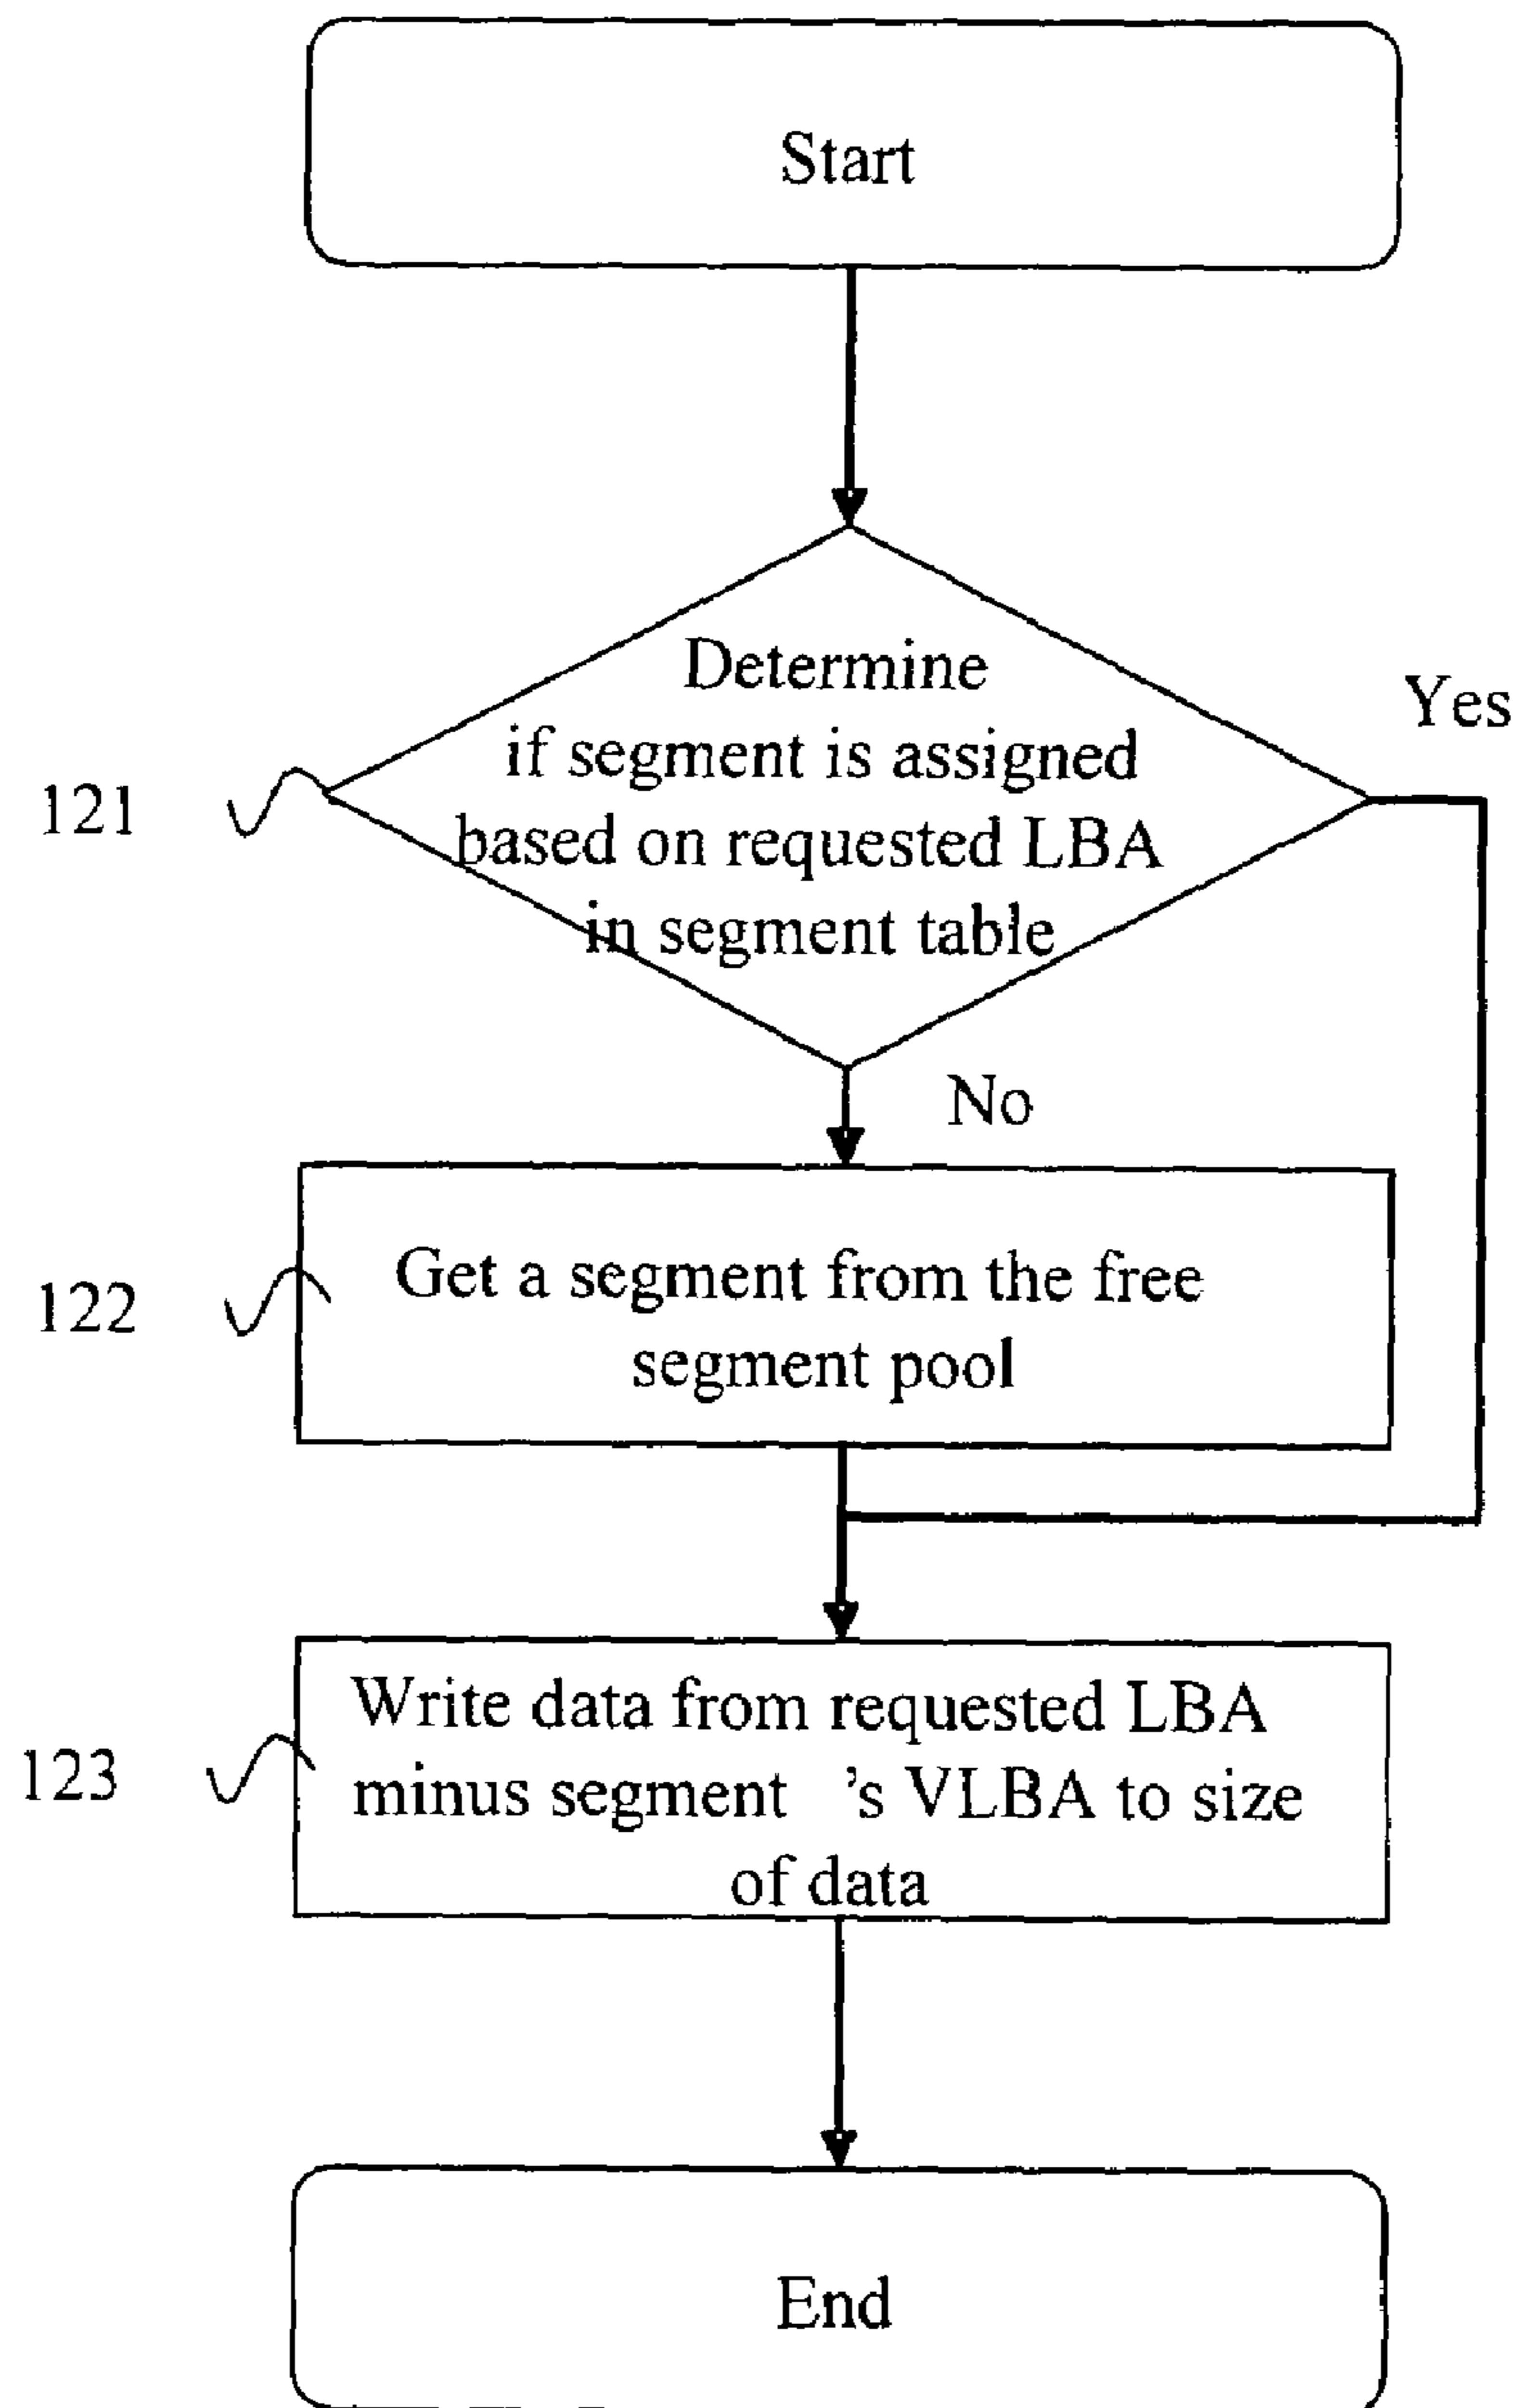 Start
Determine
if segment is assigned
based on requested LBA
in segment table
Yes
121
No
Get a segment from the free
segment pool
122
Write data from requested LBA
minus segment 's VLBA to size
of data
123
End